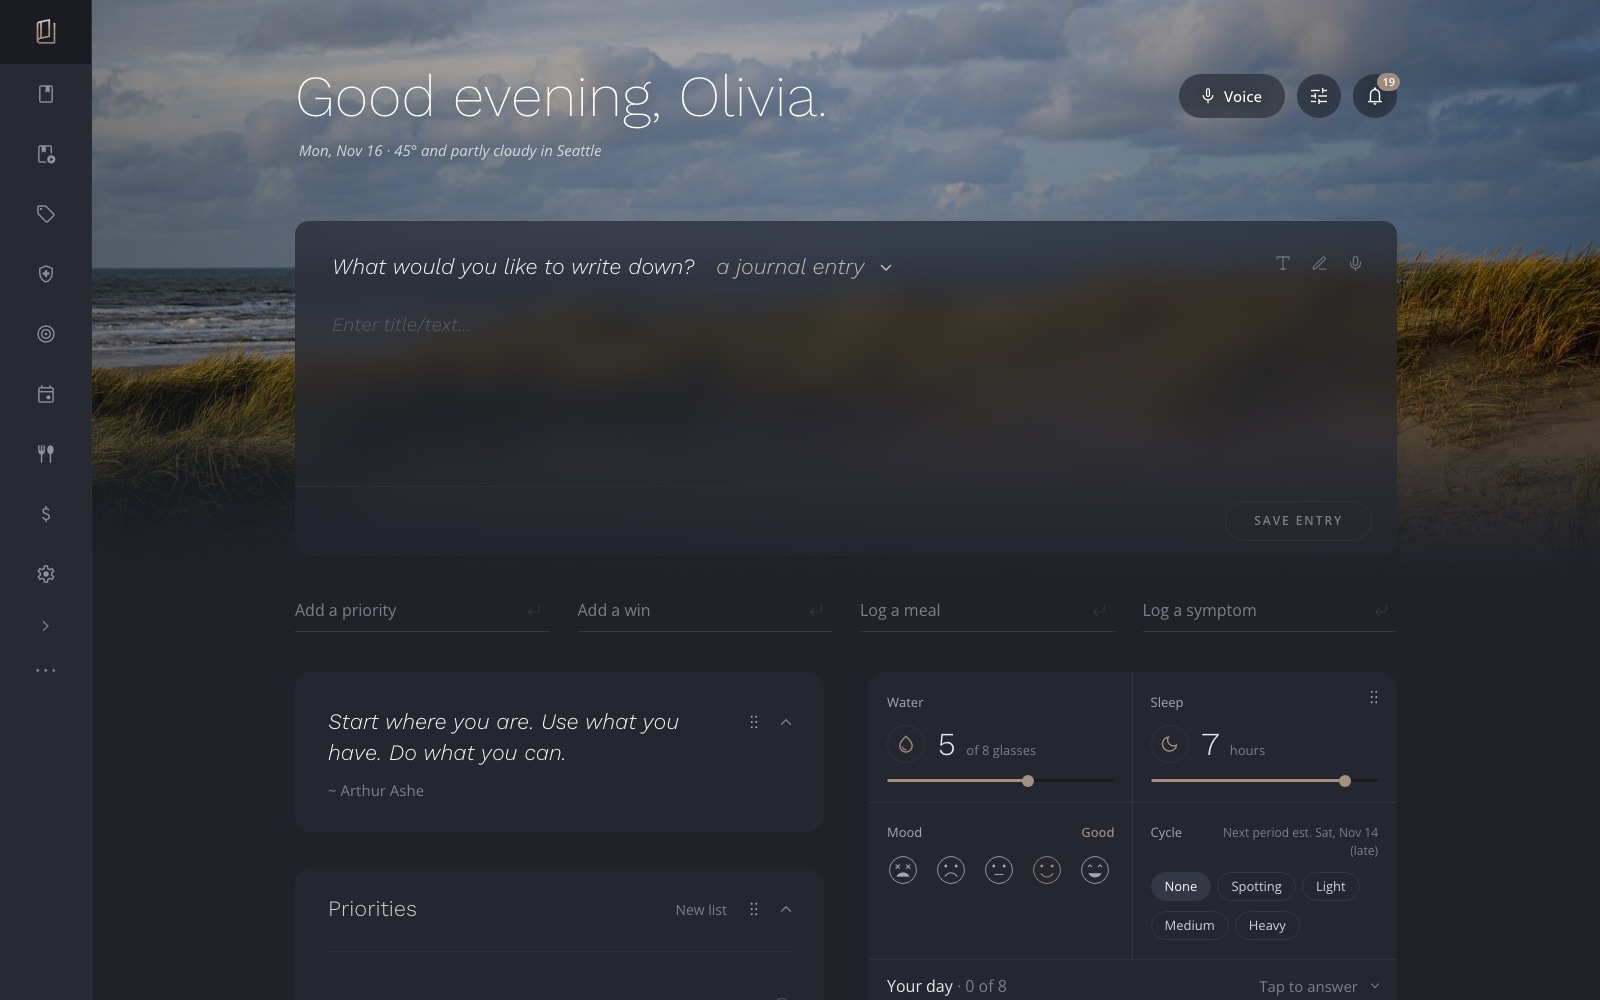 Good evening, Olivia.
Mon, Nov 16 · 45° and partly cloudy in Seattle
Voice
19
What would you like to write down? a journal entry
Enter title/text...
SAVE ENTRY
Add a priority
Add a win
Log a meal
Log a symptom
Start where you are. Use what you
have. Do what you can.
~ Arthur Ashe
Priorities
New list
Water
5 of 8 glasses
Sleep
7 hours
Mood
Good
Cycle
Next period est. Sat, Nov 14
(late)
None
Spotting
Light
Medium
Heavy
Your day · 0 of 8
Tap to answer